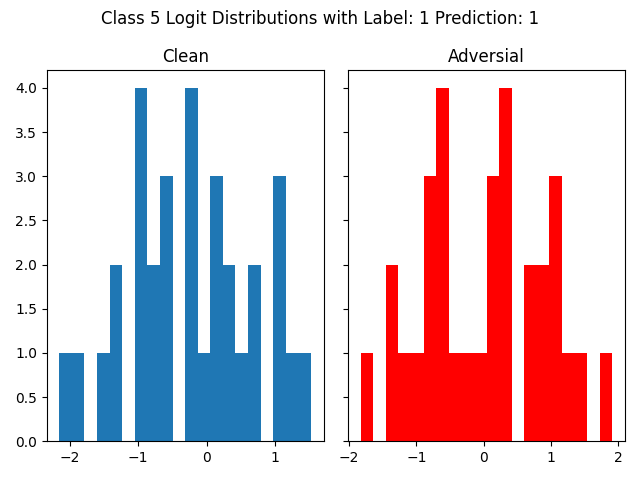 Class 5 Logit Distributions with Label: 1 Prediction: 1
Clean
Adversial
4.0
3.5
3.0
2.5
2.0
1.5
1.0
0.5
0.0
−2 −1 0 1
−2 −1 0 1 2